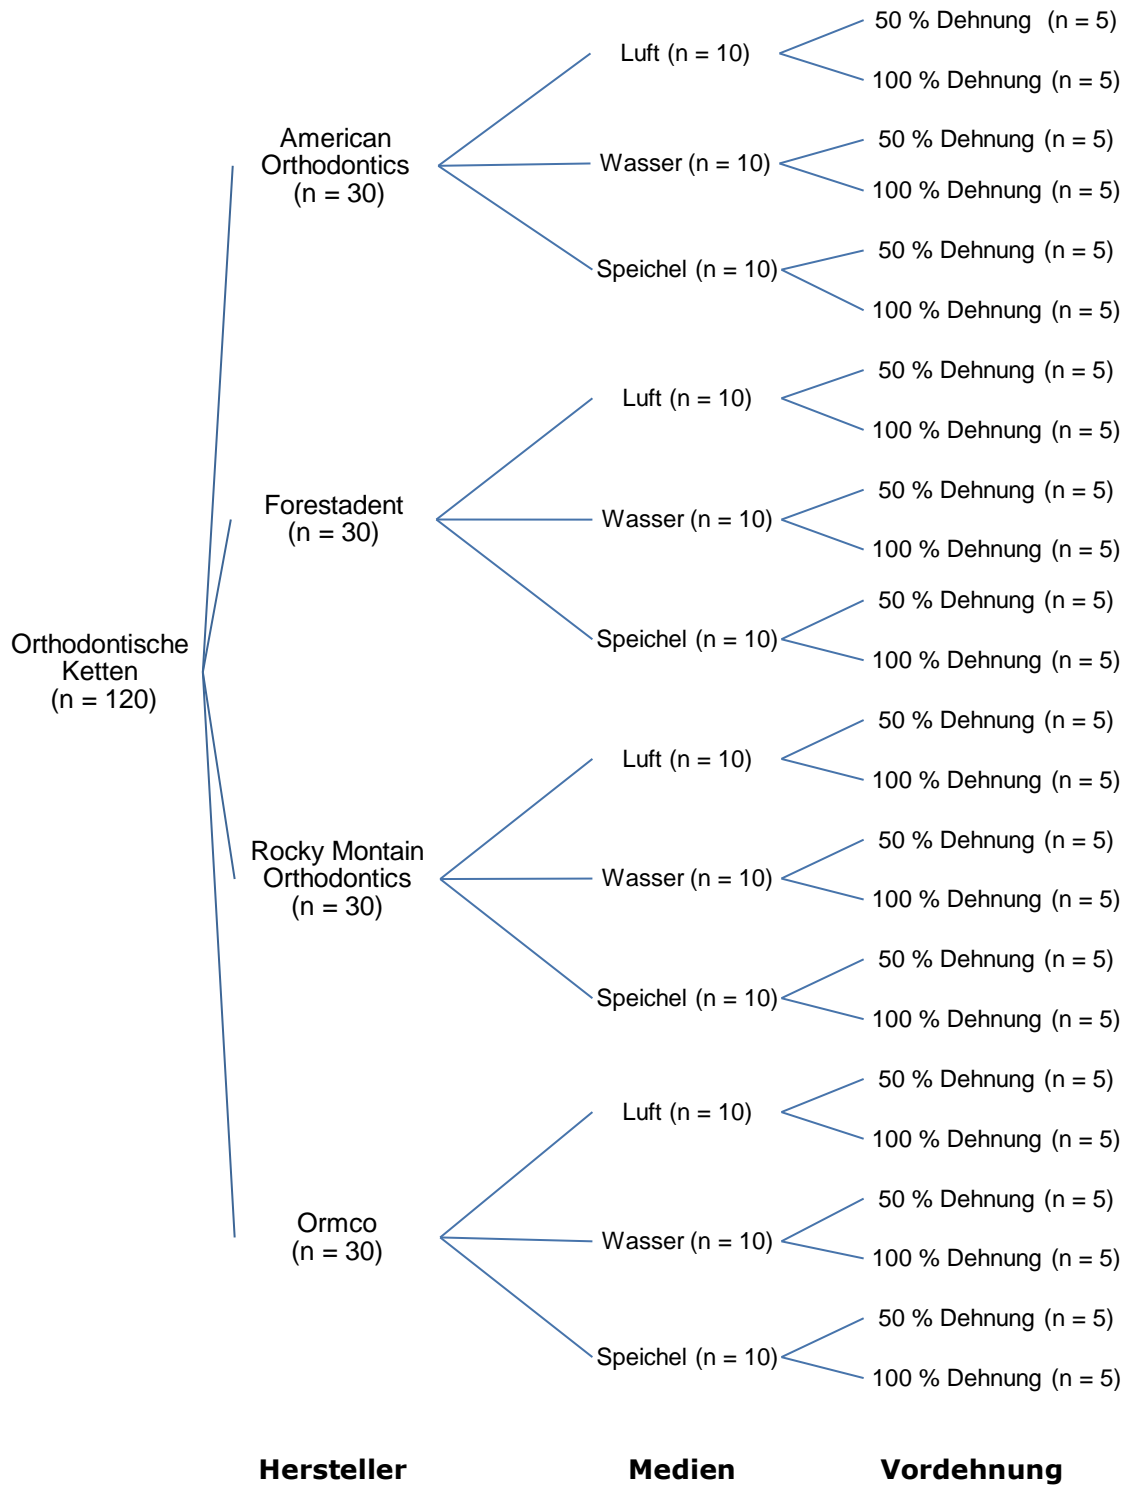 Orthodontische
Ketten
(n = 120)
American
Orthodontics
(n = 30)
Luft (n = 10)
50 % Dehnung (n = 5)
100 % Dehnung (n = 5)
Wasser (n = 10)
50 % Dehnung (n = 5)
100 % Dehnung (n = 5)
Speichel (n = 10)
50 % Dehnung (n = 5)
100 % Dehnung (n = 5)
Forestadent
(n = 30)
Luft (n = 10)
50 % Dehnung (n = 5)
100 % Dehnung (n = 5)
Wasser (n = 10)
50 % Dehnung (n = 5)
100 % Dehnung (n = 5)
Speichel (n = 10)
50 % Dehnung (n = 5)
100 % Dehnung (n = 5)
Rocky Montain
Orthodontics
(n = 30)
Luft (n = 10)
50 % Dehnung (n = 5)
100 % Dehnung (n = 5)
Wasser (n = 10)
50 % Dehnung (n = 5)
100 % Dehnung (n = 5)
Speichel (n = 10)
50 % Dehnung (n = 5)
100 % Dehnung (n = 5)
Ormco
(n = 30)
Luft (n = 10)
50 % Dehnung (n = 5)
100 % Dehnung (n = 5)
Wasser (n = 10)
50 % Dehnung (n = 5)
100 % Dehnung (n = 5)
Speichel (n = 10)
50 % Dehnung (n = 5)
100 % Dehnung (n = 5)
Hersteller
Medien
Vordehnung